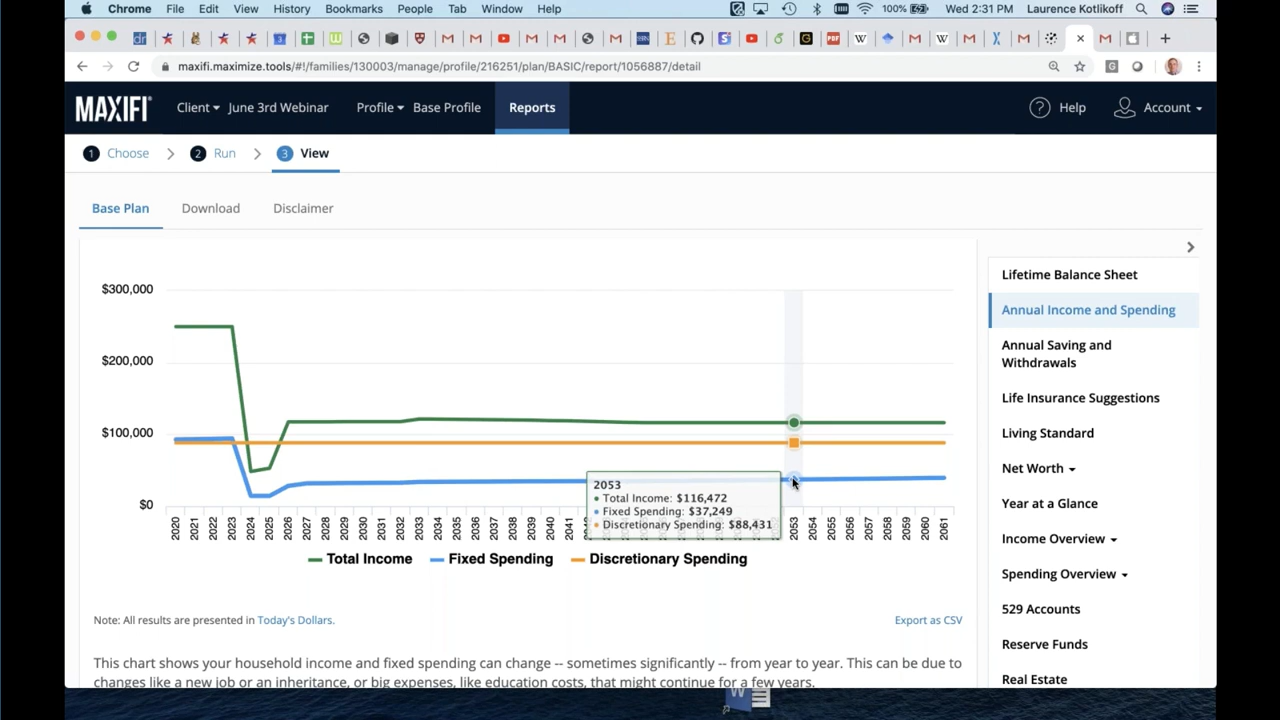 Chrome File Edit View History Bookmarks People Tab Window Help 100% Wed 2:31 PM Laurence Kotlikoff
maxifi.maximize.tools/#!/families/130003/manage/profile/216251/plan/BASIC/report/1056887/detail
MAXIFI Client June 3rd Webinar Profile Base Profile Reports ? Help Account
1 Choose 2 Run 3 View
Base Plan Download Disclaimer
Lifetime Balance Sheet
Annual Income and Spending
Annual Saving and
Withdrawals
Life Insurance Suggestions
Living Standard
Net Worth
Year at a Glance
Income Overview
Spending Overview
529 Accounts
Reserve Funds
Real Estate
$300,000
$200,000
$100,000
$0
2053
Total Income: $116,472
Fixed Spending: $37,249
Discretionary Spending: $88,431
2020 2021 2022 2023 2024 2025 2026 2027 2028 2029 2030 2031 2032 2033 2034 2035 2036 2037 2038 2039 2040 2041 2053 2054 2055 2056 2057 2058 2059 2060 2061
Total Income Fixed Spending Discretionary Spending
Note: All results are presented in Today's Dollars. Export as CSV
This chart shows your household income and fixed spending can change -- sometimes significantly -- from year to year. This can be due to
changes like a new job or an inheritance, or big expenses, like education costs, that might continue for a few years.